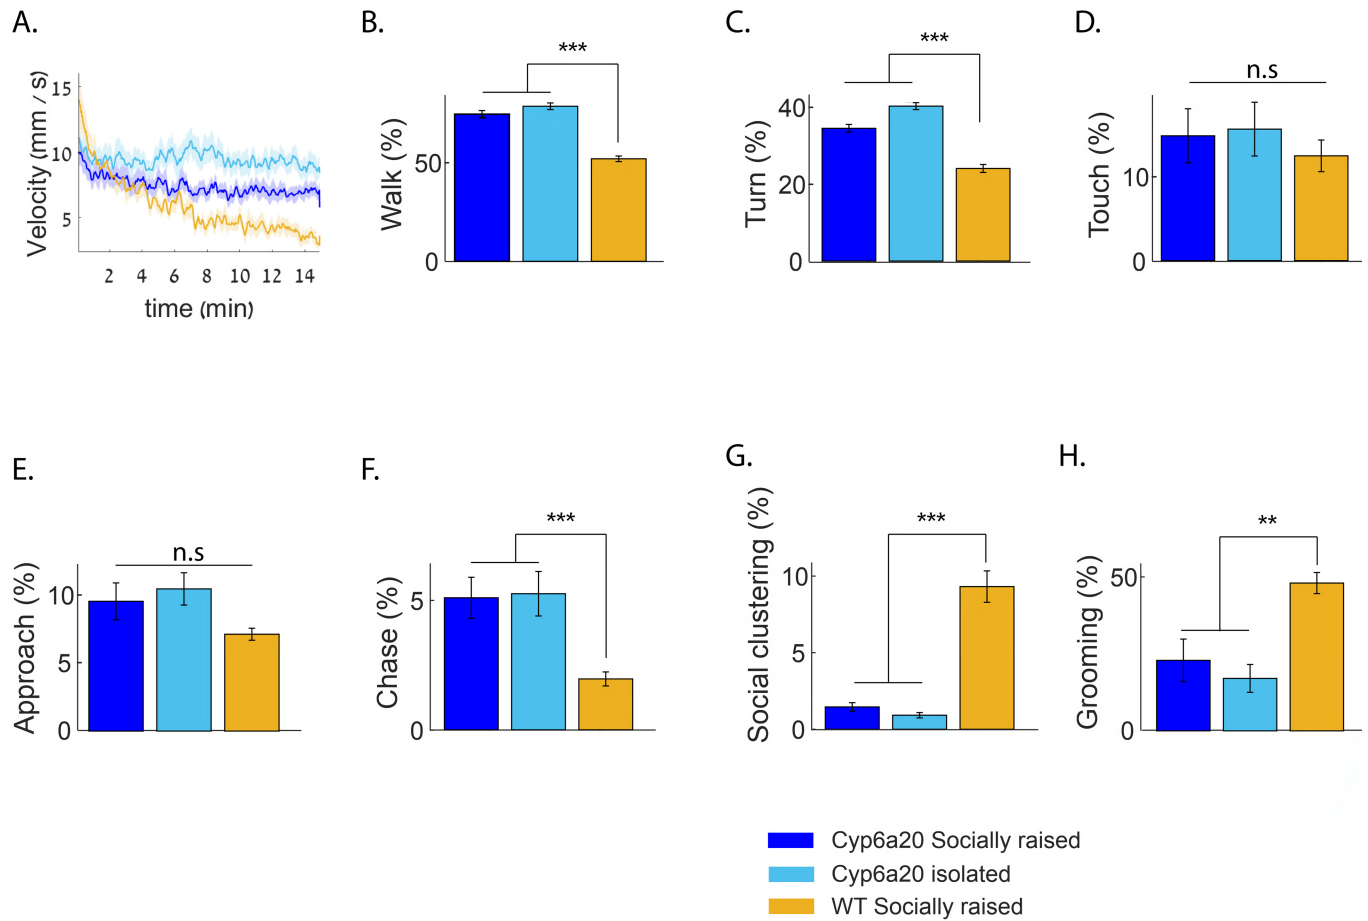 A.
Velocity (mm / s)
15
10
5
2 4 6 8 10 12 14
time (min)
B.
***
Walk (%)
50
0
C.
***
Turn (%)
40
20
0
D.
n.s
Touch (%)
10
0
E.
n.s
Approach (%)
10
5
0
F.
***
Chase (%)
5
0
G.
***
Social clustering (%)
10
5
0
H.
**
Grooming (%)
50
0
Cyp6a20 Socially raised
Cyp6a20 isolated
WT Socially raised